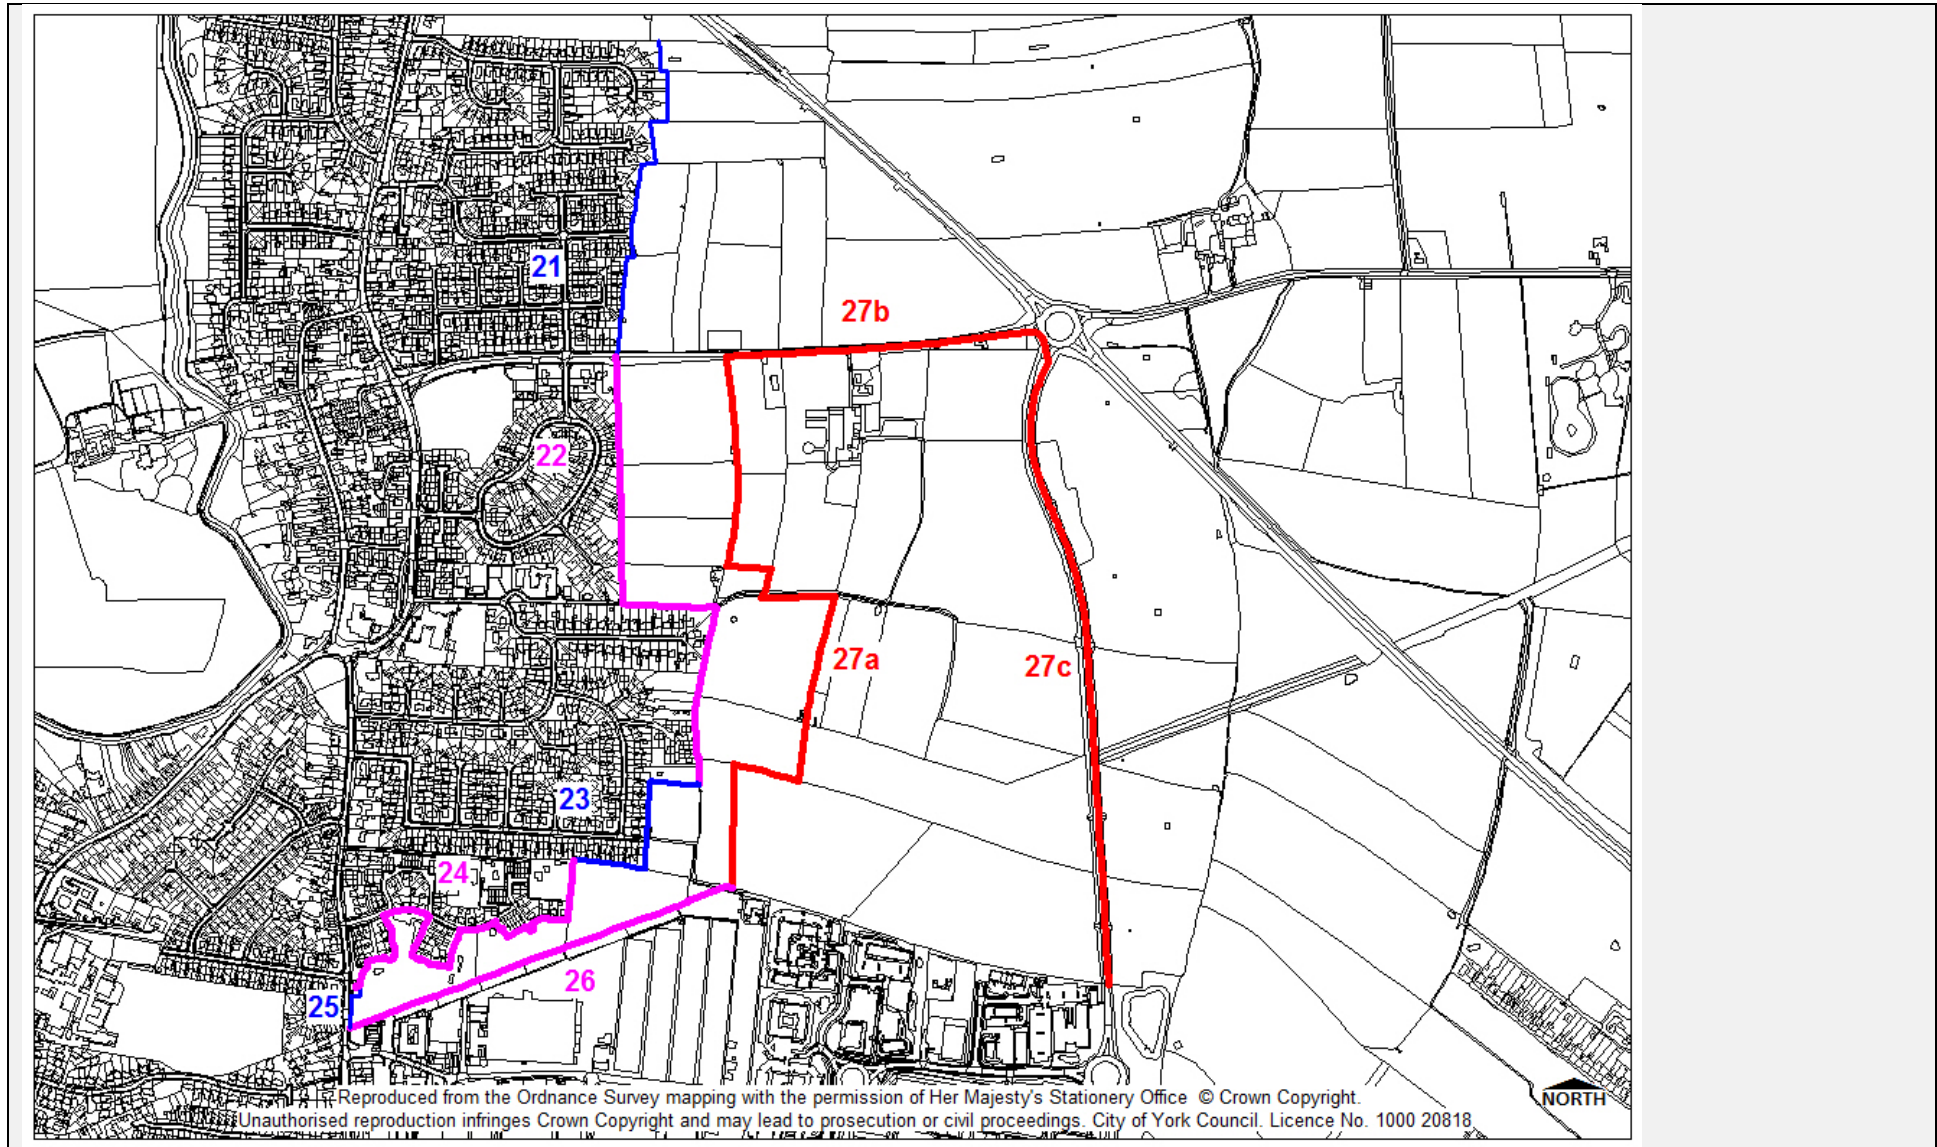 21
27b
22
27a
27c
23
24
26
25
NORTH
Reproduced from the Ordnance Survey mapping with the permission of Her Majesty's Stationery Office © Crown Copyright.
Unauthorised reproduction infringes Crown Copyright and may lead to prosecution or civil proceedings. City of York Council. Licence No. 1000 20818